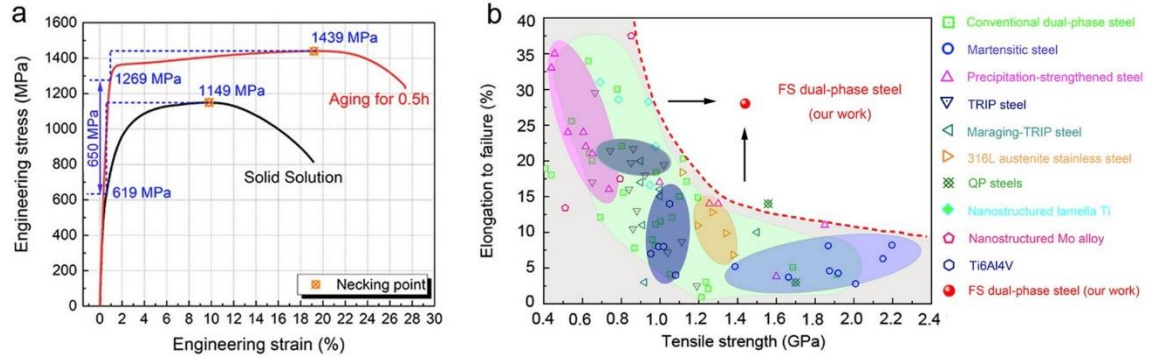 a
Engineering stress (MPa)
1600
1400
1200
1000
800
600
400
200
0
1439 MPa
1269 MPa
1149 MPa
Aging for 0.5h
650 MPa
Solid Solution
619 MPa
Necking point
0 2 4 6 8 10 12 14 16 18 20 22 24 26 28 30
Engineering strain (%)
b
Elongation to failure (%)
40
35
30
25
20
15
10
5
0
FS dual-phase steel
(our work)
0.4 0.6 0.8 1.0 1.2 1.4 1.6 1.8 2.0 2.2 2.4
Tensile strength (GPa)
Conventional dual-phase steel
Martensitic steel
Precipitation-strengthened steel
TRIP steel
Maraging-TRIP steel
316L austenite stainless steel
QP steels
Nanostructured lamella Ti
Nanostructured Mo alloy
Ti6Al4V
FS dual-phase steel (our work)